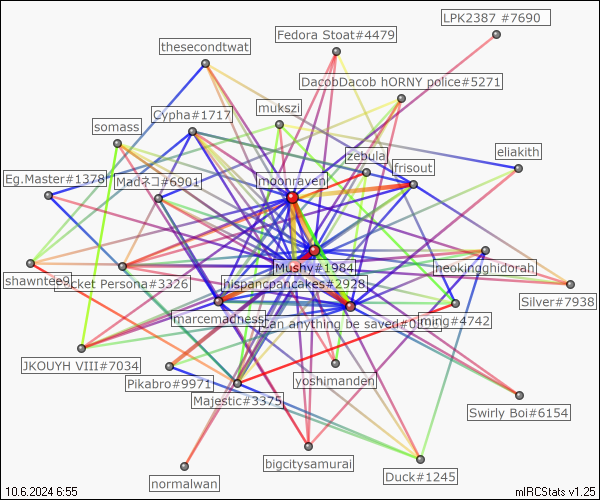 LPK2387 #7690
Fedora Stoat#4479
thesecondtwat
DacobDacob hORNY police#5271
mukszi
Cypha#1717
somass
zebula
eliakith
frisout
Eg.Master#1378
Madネコ#6901
moonraven
Mushy#1984
neokingghidorah
shawntee9
Pocket Persona#3326
hispancpancakes#2928
Silver#7938
marcemachess
Can anything be saved#0
ming#4742
JKOUYH VIII#7034
Pikabro#9971
yoshimanden
Majestic#3375
Swirly Boi#6154
bigcitysamurai
Duck#1245
normalwan
10.6.2024 6:55
mIRCStats v1.25